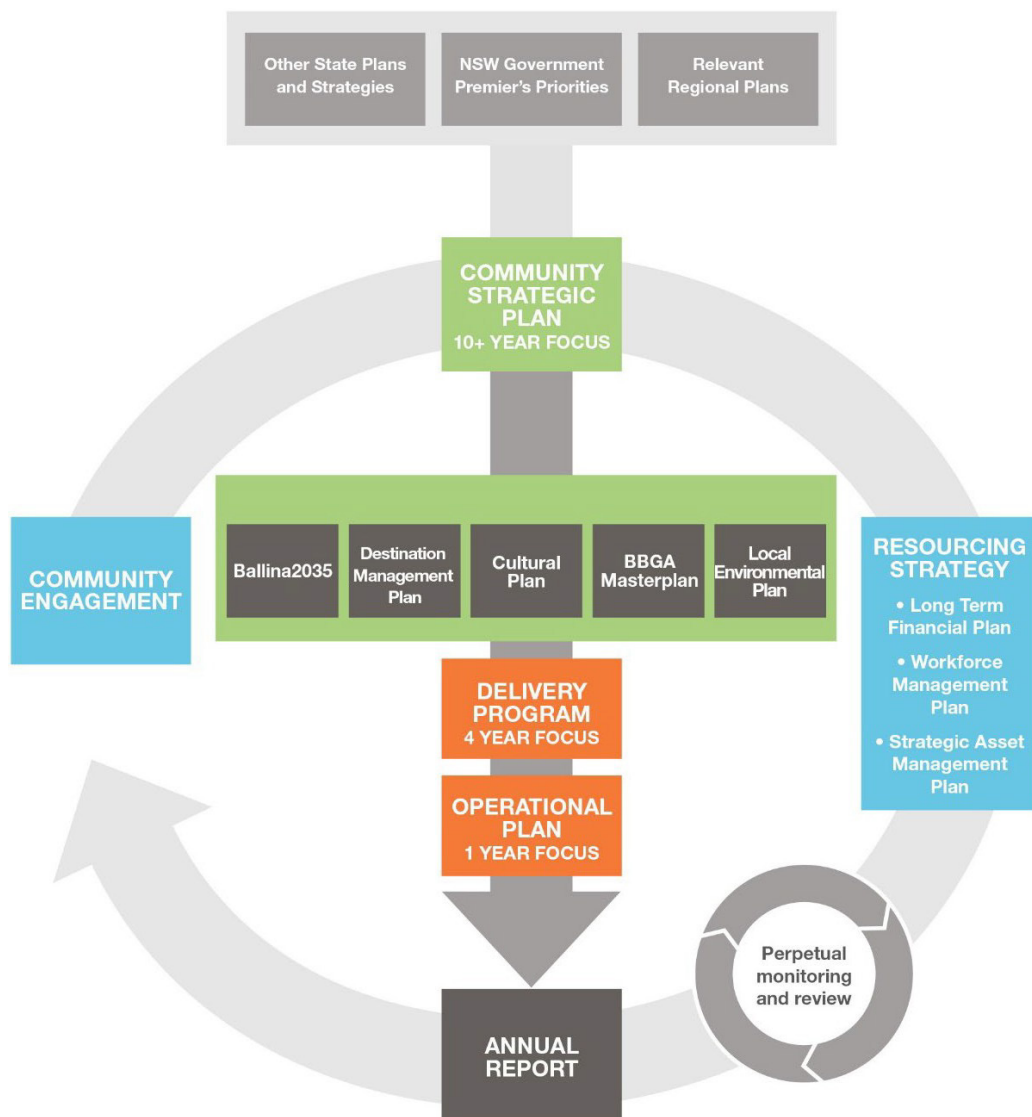 Other State Plans
and Strategies
NSW Government
Premier's Priorities
Relevant
Regional Plans
COMMUNITY
STRATEGIC
PLAN
10+ YEAR FOCUS
COMMUNITY
ENGAGEMENT
Ballina2035
Destination
Management
Plan
Cultural
Plan
BBGA
Masterplan
Local
Environmental
Plan
RESOURCING
STRATEGY
• Long Term
Financial Plan
• Workforce
Management
Plan
• Strategic Asset
Management
Plan
DELIVERY
PROGRAM
4 YEAR FOCUS
OPERATIONAL
PLAN
1 YEAR FOCUS
Perpetual
monitoring
and review
ANNUAL
REPORT